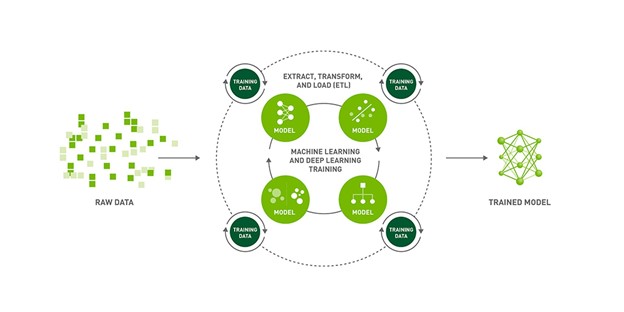 TRAINING
DATA
EXTRACT, TRANSFORM,
AND LOAD (ETL)
TRAINING
DATA
MODEL
MODEL
MACHINE LEARNING
AND DEEP LEARNING
TRAINING
RAW DATA
TRAINED MODEL
MODEL
MODEL
TRAINING
DATA
TRAINING
DATA